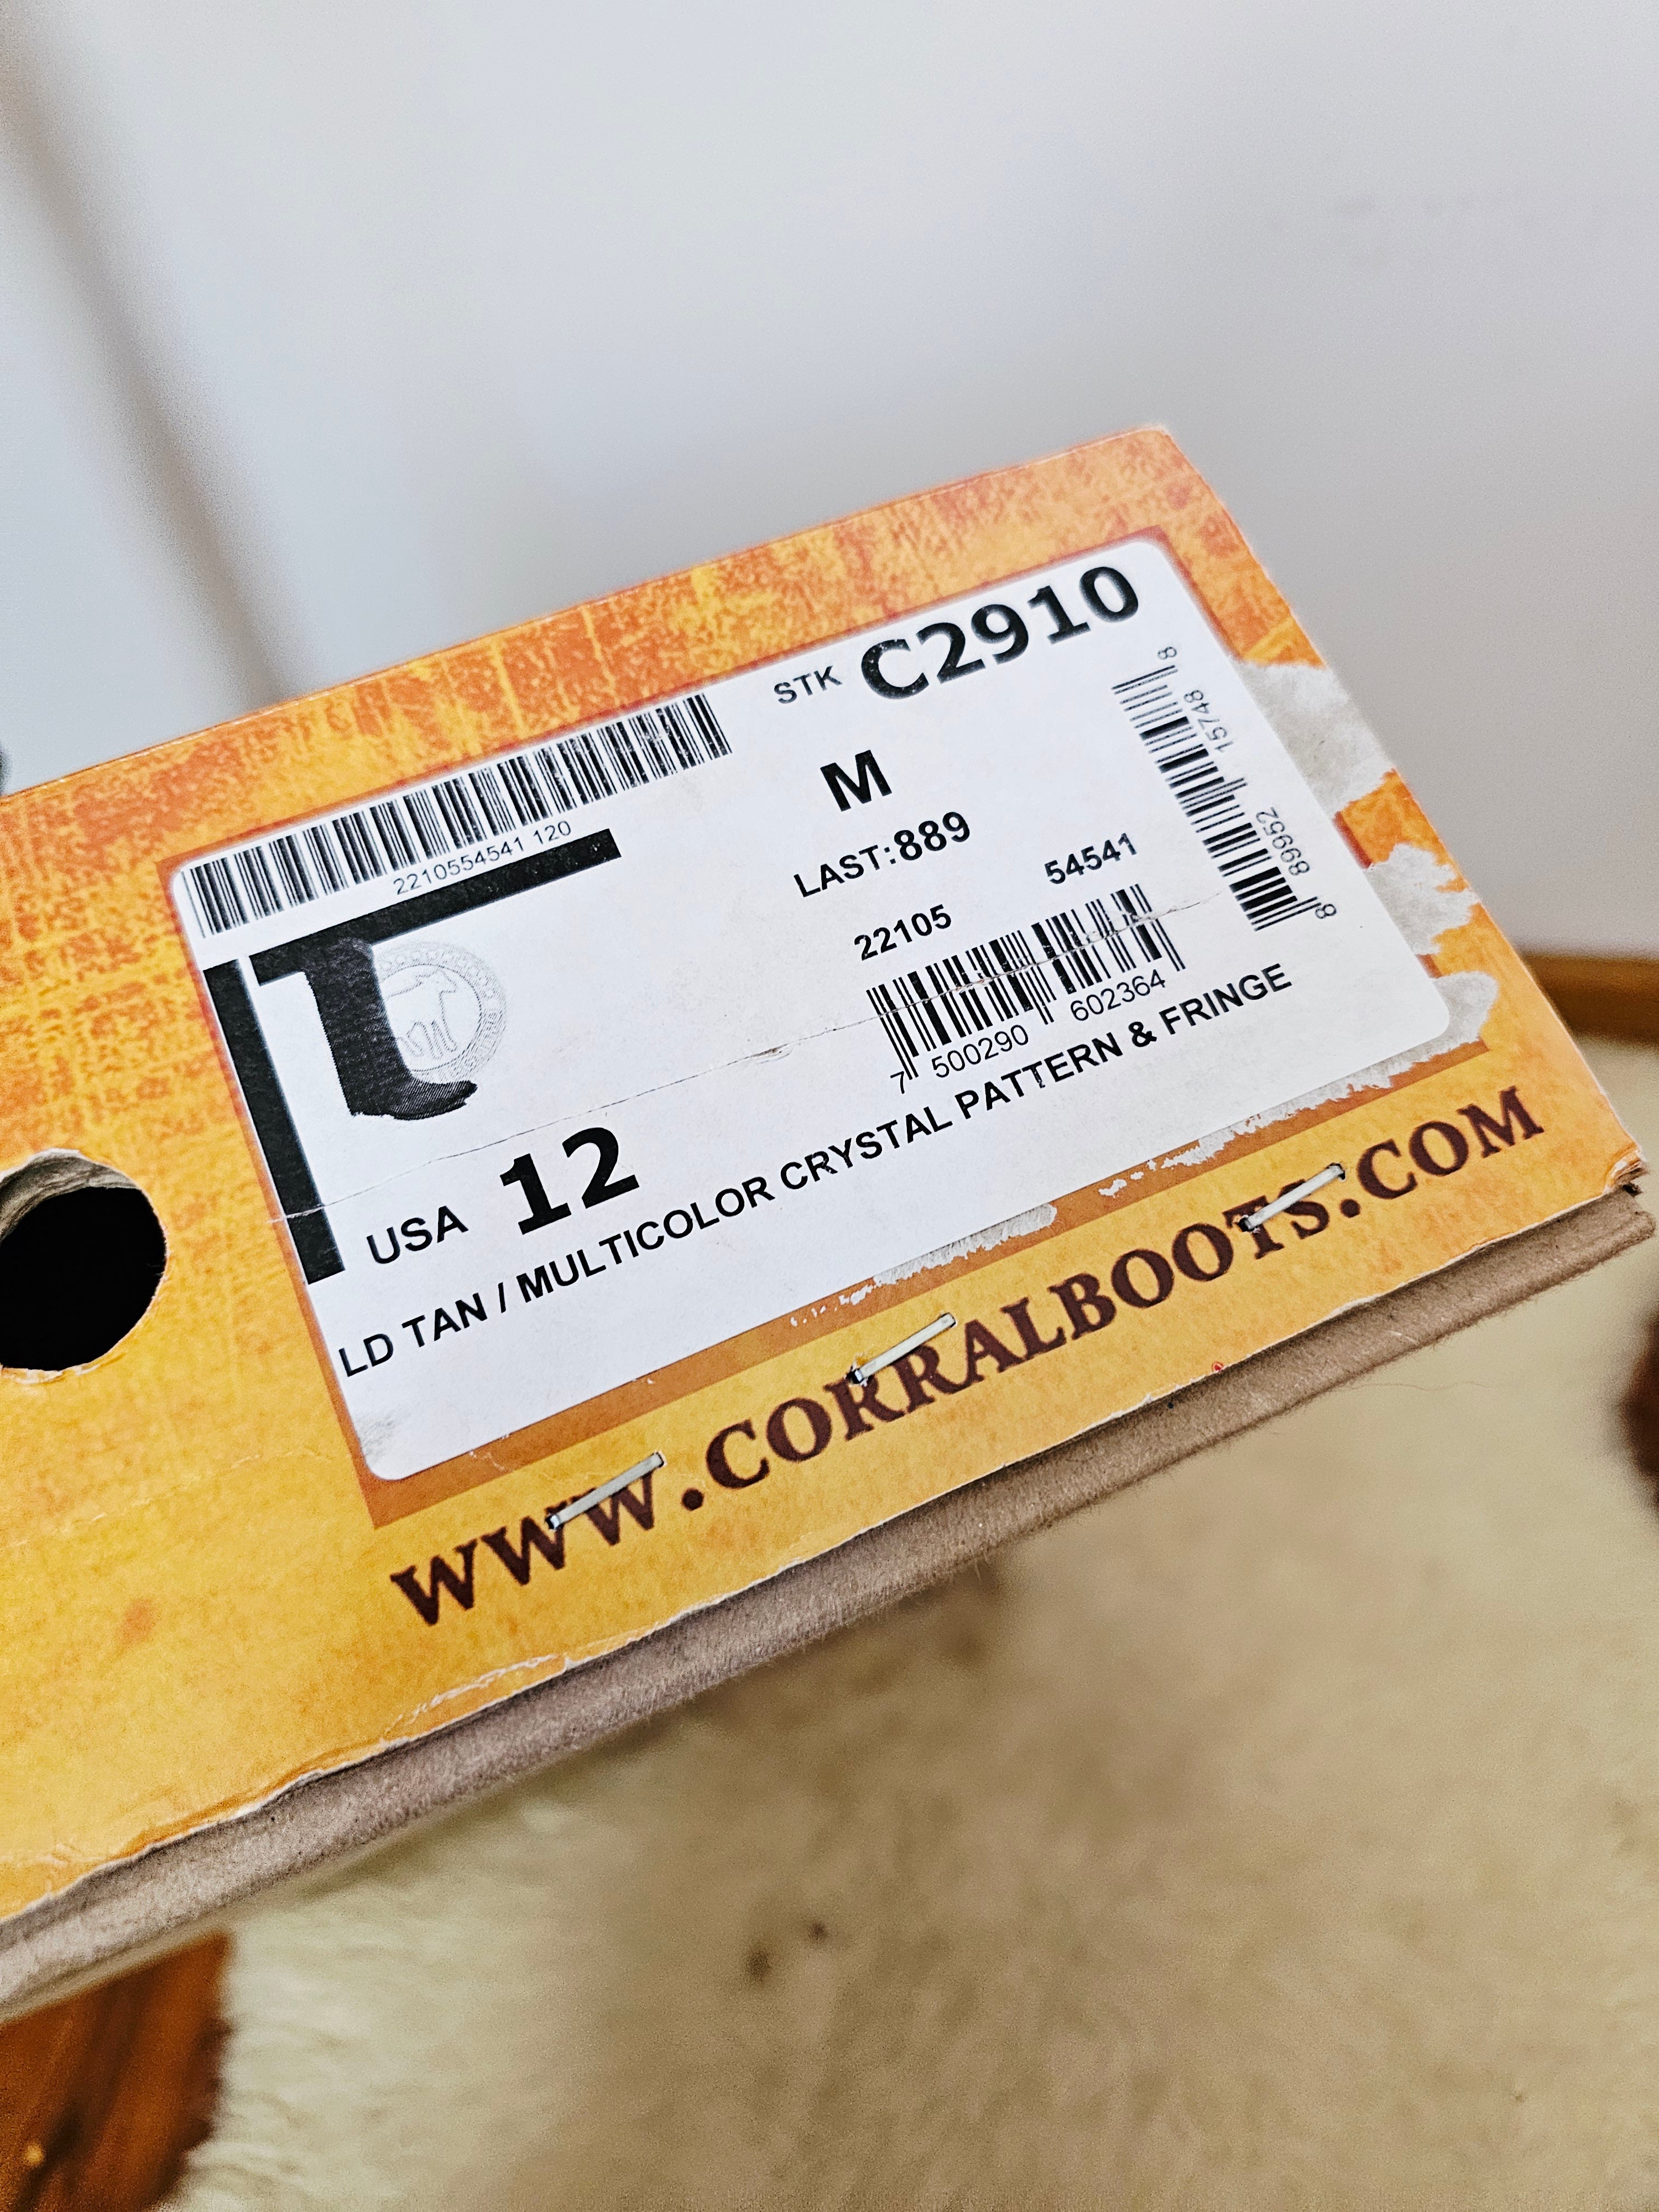 STK C2910
2210554541 120
M
LAST:889
22105 54541
7 500290 602364
8 89952 15748 8
USA 12
LD TAN / MULTICOLOR CRYSTAL PATTERN & FRINGE
WWW.CORRALBOOTS.COM